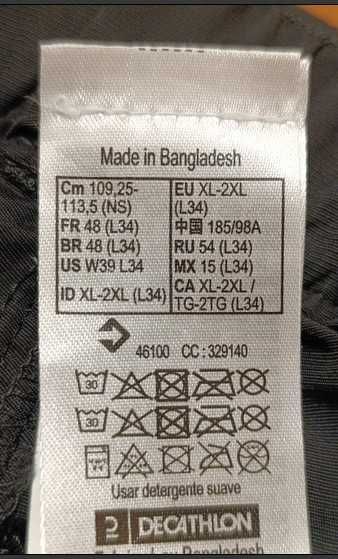 Made in Bangladesh
Cm 109,25-
113,5 (NS)
FR 48 (L34)
BR 48 (L34)
US W39 L34
ID XL-2XL (L34)
EU XL-2XL
(L34)
中国 185/98A
RU 54 (L34)
MX 15 (L34)
CA XL-2XL /
TG-2TG (L34)
46100 CC : 329140
30
30
Usar detergente suave
DECATHLON
Bangladesh